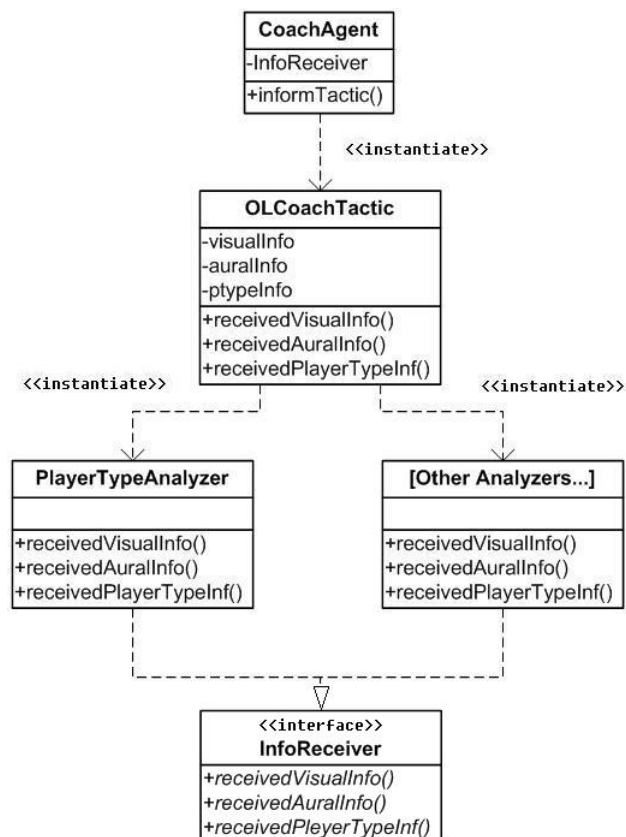 CoachAgent
-InfoReceiver
+informTactic()
<<instantiate>>
OLCoachTactic
-visualInfo
-auralInfo
-ptypeInfo
+receivedVisualInfo()
+receivedAuralInfo()
+receivedPlayerTypeInf()
<<instantiate>>
<<instantiate>>
PlayerTypeAnalyzer
+receivedVisualInfo()
+receivedAuralInfo()
+receivedPlayerTypeInf()
[Other Analyzers...]
+receivedVisualInfo()
+receivedAuralInfo()
+receivedPlayerTypeInf()
<<interface>>
InfoReceiver
+receivedVisualInfo()
+receivedAuralInfo()
+receivedPleyerTypeInf()